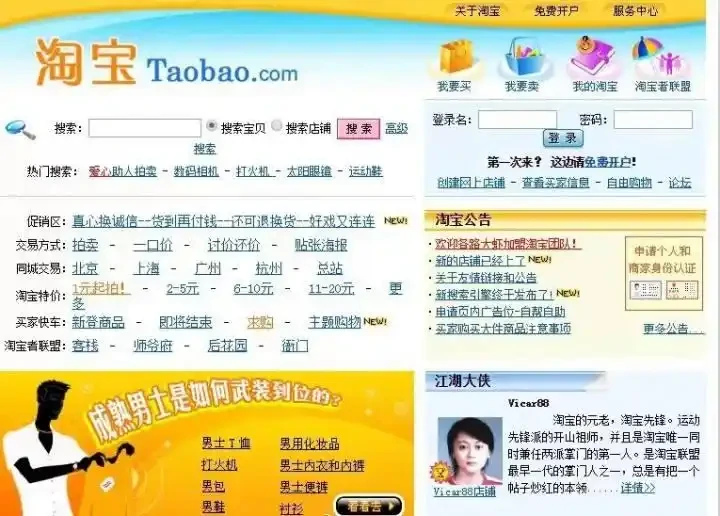 关于淘宝 免费开户 服务中心
淘宝 Taobao.com
我要买 我要卖 我的淘宝 淘宝者联盟
搜索： 搜索宝贝 搜索店铺 搜 索 高级
搜索
热门搜索：爱心助人拍卖 - 数码相机 - 打火机 - 太阳眼镜 - 运动鞋
登录名： 密码：
登 录
第一次来？ 这边请免费开户！
创建网上店铺 - 查看买家信息 - 自由购物 - 论坛
促销区：真心换诚信--货到再付钱--还可退换货--好戏又连连 NEW!
交易方式：拍卖 - 一口价 - 讨价还价 - 贴张海报
同城交易：北京 - 上海 - 广州 - 杭州 - 总站
淘宝特价：1元起拍！ - 2-5元 - 6-10元 - 11-20元 - 更
多
买家快车：新登商品 - 即将结束 - 求购 - 主题购物 NEW!
淘宝者联盟：客栈 - 师爷府 - 后花园 - 衙门
淘宝公告
·欢迎各路大虾加盟淘宝团队！
·新的店铺已经上了 NEW!
·关于友情链接和公告
·新搜索引擎终于发布了！ NEW!
·申请页内广告位-自帮自助
·买家购买大件商品注意事项
申请个人和
商家身份认证
更多公告...
成熟男士是如何武装到位的？
男士T恤 男用化妆品
打火机 男士内衣和内裤
男包 男士便裤
男鞋 衬衫
看看去
江湖大侠
Vicar88
淘宝的元老，淘宝先锋。运动
先锋派的开山祖师，并且是淘宝唯一同
时兼任两派掌门的第一人。是淘宝联盟
最早一代的掌门人之一，总是有把一个
帖子炒红的本领......详情>>
Vicar88店铺